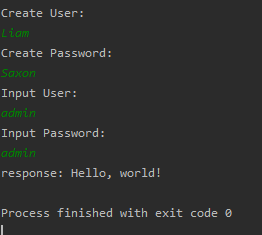 Create User:
Liam
Create Password:
Saxon
Input User:
admin
Input Password:
admin
response: Hello, world!
Process finished with exit code 0